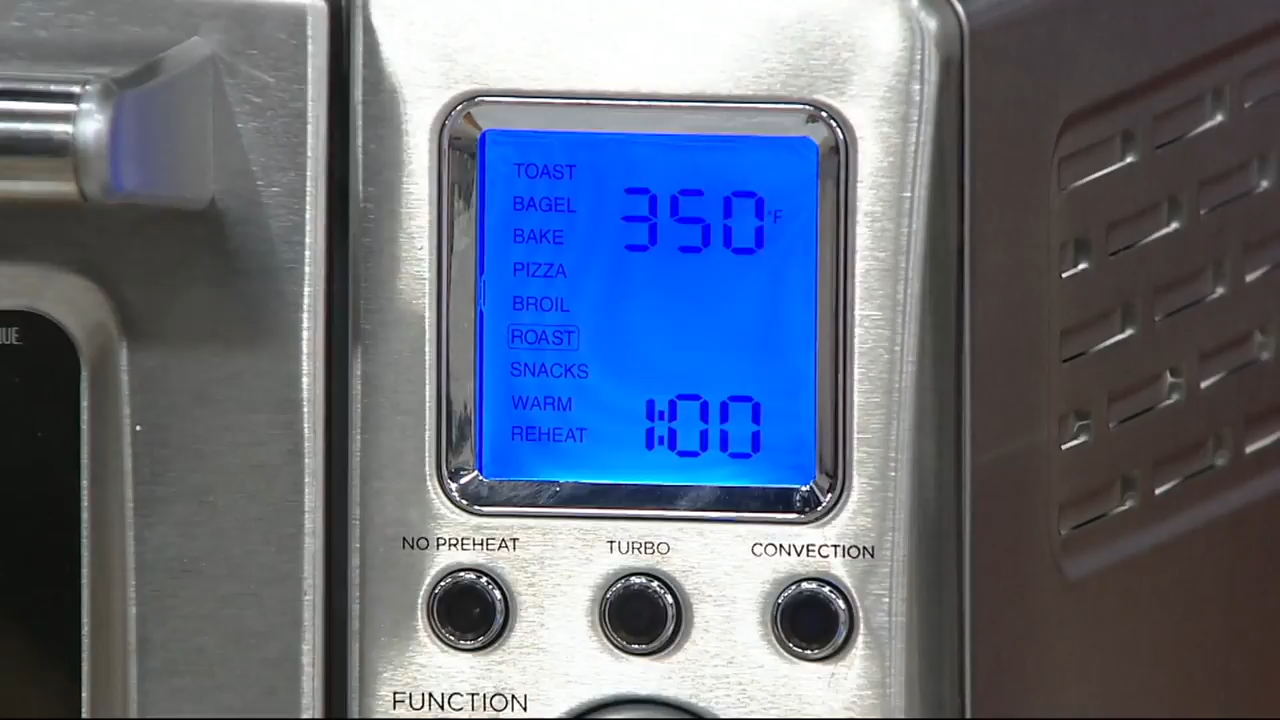 TOAST
BAGEL
BAKE
PIZZA
BROIL
ROAST
SNACKS
WARM
REHEAT
350°F
1:00
NO PREHEAT
TURBO
CONVECTION
FUNCTION